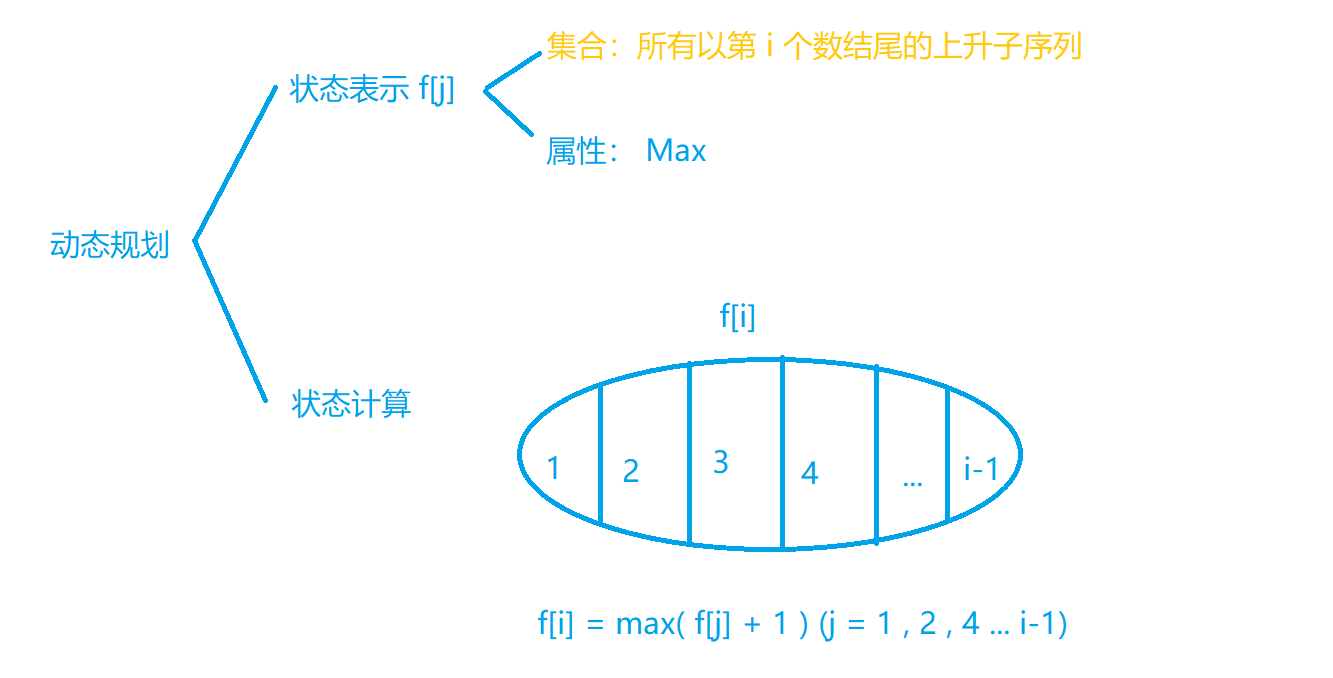 集合：所有以第 i 个数结尾的上升子序列
状态表示 f[j]
属性： Max
动态规划
f[i]
状态计算
1 2 3 4 ... i-1
f[i] = max( f[j] + 1 ) (j = 1 , 2 , 4 ... i-1)